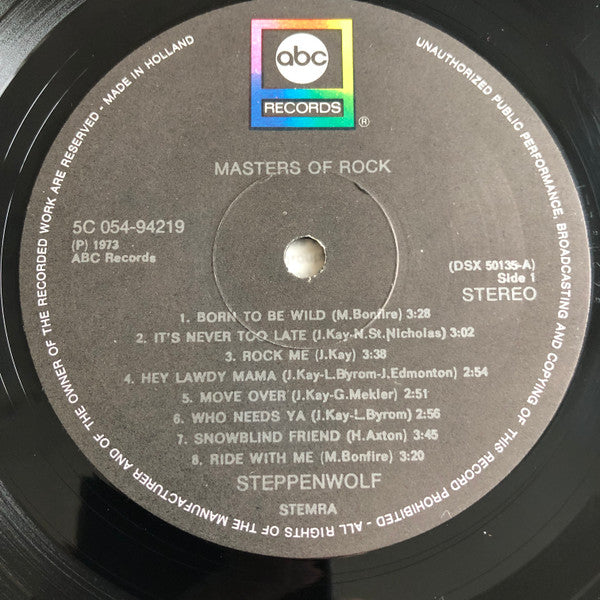 abc
RECORDS
®
MASTERS OF ROCK
5C 054-94219
(P) 1973
ABC Records
(DSX 50135-A)
Side 1
STEREO
1. BORN TO BE WILD (M.Bonfire) 3:28
2. IT'S NEVER TOO LATE (J.Kay-N.St.Nicholas) 3:02
3. ROCK ME (J.Kay) 3:38
4. HEY LAWDY MAMA (J.Kay-L.Byrom-J.Edmonton) 2:54
5. MOVE OVER (J.Kay-G.Mekler) 2:51
6. WHO NEEDS YA (J.Kay-L.Byrom) 2:56
7. SNOWBLIND FRIEND (H.Axton) 3:45
8. RIDE WITH ME (M.Bonfire) 3:20
STEPPENWOLF
STEMRA
UNAUTHORIZED PUBLIC PERFORMANCE, BROADCASTING AND COPYING OF THIS RECORD PROHIBITED - ALL RIGHTS OF THE MANUFACTURER AND OF THE OWNER OF THE RECORDED WORK ARE RESERVED - MADE IN HOLLAND